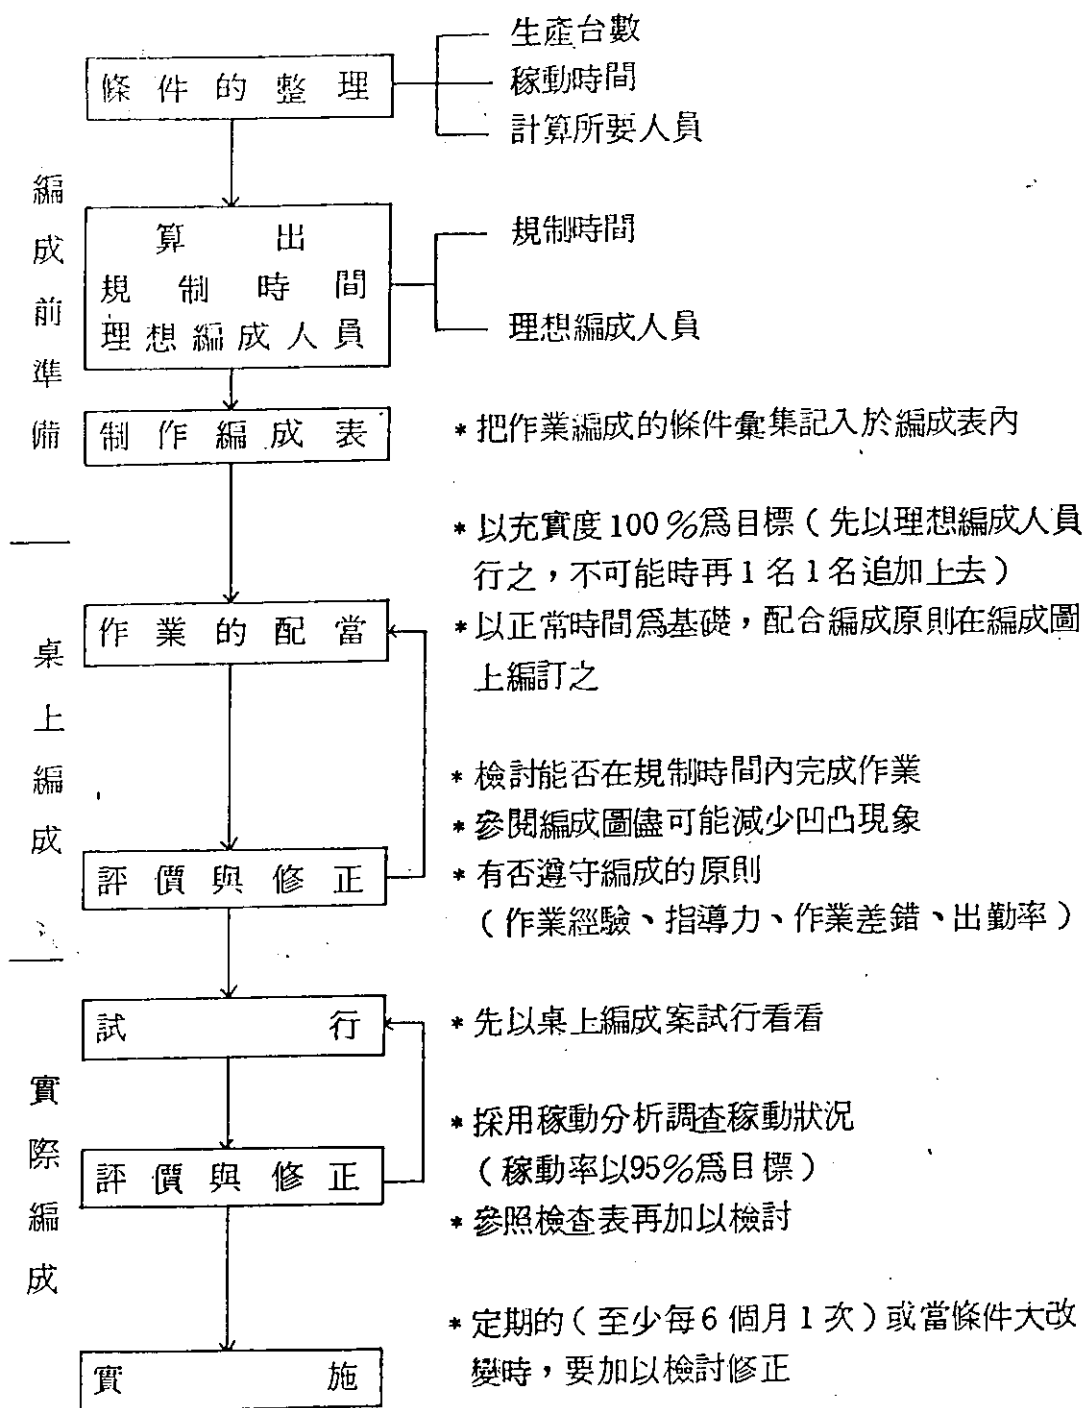 編成前準備
條件的整理
生產台數
稼動時間
計算所要人員
算出
規制時間
理想編成人員
規制時間
理想編成人員
制作編成表
*把作業編成的條件彙集記入於編成表內
桌上編成
作業的配當
*以充實度100%爲目標(先以理想編成人員
行之,不可能時再1名1名追加上去)
*以正常時間爲基礎,配合編成原則在編成圖
上編訂之
評價與修正
*檢討能否在規制時間內完成作業
*參閱編成圖儘可能減少凹凸現象
*有否遵守編成的原則
(作業經驗、指導力、作業差錯、出勤率)
實際編成
試行
*先以桌上編成案試行看看
評價與修正
*採用稼動分析調查稼動狀況
(稼動率以95%爲目標)
*參照檢查表再加以檢討
實施
*定期的(至少每6個月1次)或當條件大改
變時,要加以檢討修正